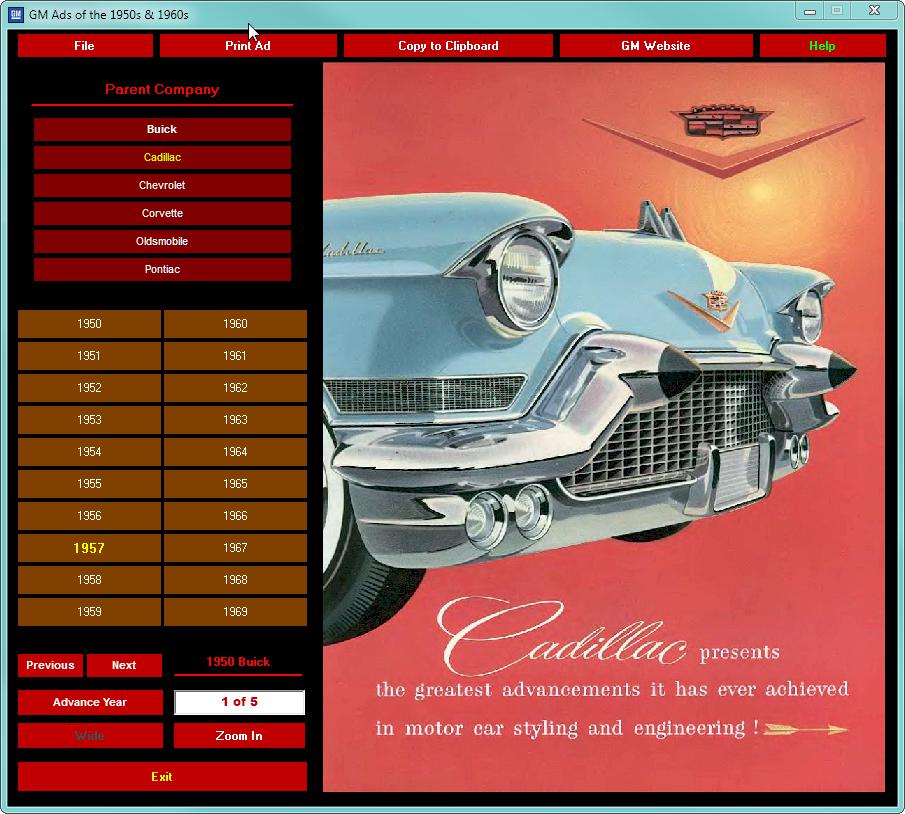 GM Ads of the 1950s & 1960s
File Print Ad Copy to Clipboard GM Website Help
Parent Company
Buick
Cadillac
Chevrolet
Corvette
Oldsmobile
Pontiac
1950 1960
1951 1961
1952 1962
1953 1963
1954 1964
1955 1965
1956 1966
1957 1967
1958 1968
1959 1969
Previous Next 1950 Buick
Advance Year 1 of 5
Wide Zoom In
Exit
Cadillac
Cadillac presents
the greatest advancements it has ever achieved
in motor car styling and engineering !